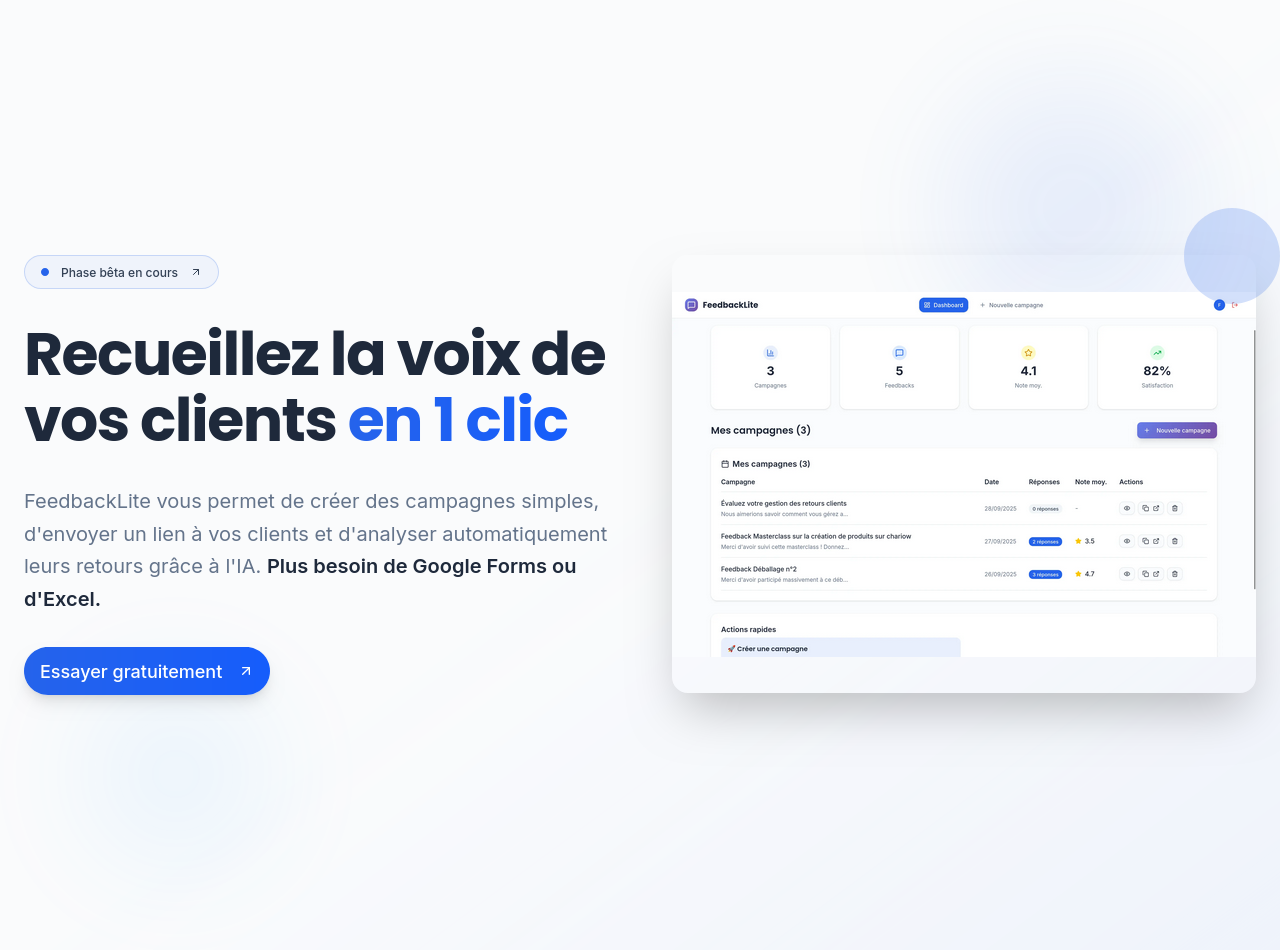 Phase bêta en cours
Recueillez la voix de
vos clients en 1 clic
FeedbackLite vous permet de créer des campagnes simples,
d'envoyer un lien à vos clients et d'analyser automatiquement
leurs retours grâce à l'IA. Plus besoin de Google Forms ou
d'Excel.
Essayer gratuitement
FeedbackLite
Dashboard
+ Nouvelle campagne
F
3
Campagnes
5
Feedbacks
4.1
Note moy.
82%
Satisfaction
Mes campagnes (3)
+ Nouvelle campagne
Mes campagnes (3)
Campagne Date Réponses Note moy. Actions
Évaluez votre gestion des retours clients
Nous aimerions savoir comment vous gérez a...
28/09/2025 0 réponses -
Feedback Masterclass sur la création de produits sur chariow
Merci d'avoir suivi cette masterclass ! Donnez...
27/09/2025 2 réponses 3.5
Feedback Déballage n°2
Merci d'avoir participé massivement à ce déb...
26/09/2025 3 réponses 4.7
Actions rapides
🚀 Créer une campagne